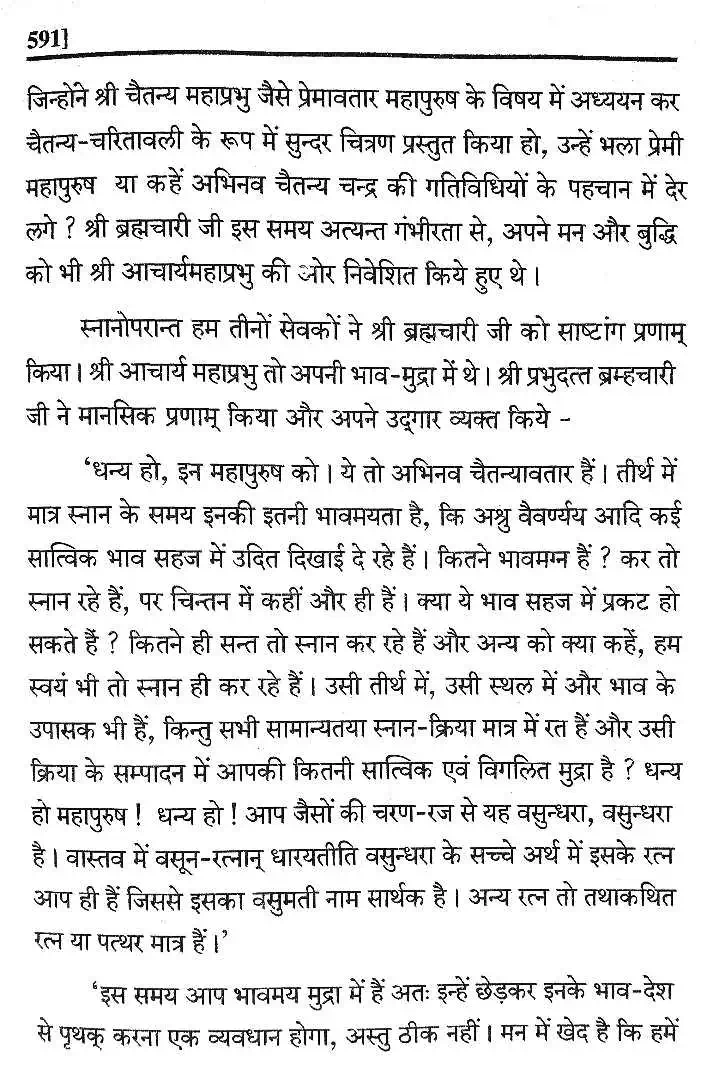 591]
जिन्होने श्री चैतन्य महाप्रभु जैसे प्रेमावतार महापुरुष के विषय में अध्ययन कर
चैतन्य-चरितावली के रूप में सुन्दर चित्रण प्रस्तुत किया हो, उन्हें भला प्रेमी
महापुरुष या कहें अभिनव चैतन्य चन्द्र की गतिविधियों के पहचान में देर
लगे ? श्री ब्रह्मचारी जी इस समय अत्यन्त गंभीरता से, अपने मन और बुद्धि
को भी श्री आचार्यमहाप्रभु की ओर निवेशित किये हुए थे।
स्नानोपरान्त हम तीनों सेवकों ने श्री ब्रह्मचारी जी को साष्टांग प्रणाम्
किया। श्री आचार्य महाप्रभु तो अपनी भाव-मुद्रा में थे। श्री प्रभुदत्त ब्रम्हचारी
जी ने मानसिक प्रणाम् किया और अपने उद्‌गार व्यक्त किये -
'धन्य हो, इन महापुरुष को। ये तो अभिनव चैतन्यावतार हैं। तीर्थ में
मात्र स्नान के समय इनकी इतनी भावमयता है, कि अश्रु वैवर्ण्यय आदि कई
सात्विक भाव सहज में उदित दिखाई दे रहे हैं। कितने भावमग्न हैं ? कर तो
स्नान रहे हैं, पर चिन्तन में कहीं और ही हैं। क्या ये भाव सहज में प्रकट हो
सकते हैं ? कितने ही सन्त तो स्नान कर रहे हैं और अन्य को क्या कहें, हम
स्वयं भी तो स्नान ही कर रहे हैं। उसी तीर्थ में, उसी स्थल में और भाव के
उपासक भी हैं, किन्तु सभी सामान्यतया स्नान-क्रिया मात्र में रत हैं और उसी
क्रिया के सम्पादन में आपकी कितनी सात्विक एवं विगलित मुद्रा है ? धन्य
हो महापुरुष ! धन्य हो ! आप जैसों की चरण-रज से यह वसुन्धरा, वसुन्धरा
है। वास्तव में वसून-रत्नान् धारयतीति वसुन्धरा के सच्चे अर्थ में इसके रत्न
आप ही हैं जिससे इसका वसुमती नाम सार्थक है। अन्य रत्न तो तथाकथित
रत्न या पत्थर मात्र हैं।'
'इस समय आप भावमय मुद्रा में हैं अतः इन्हें छेड़कर इनके भाव-देश
से पृथक् करना एक व्यवधान होगा, अस्तु ठीक नहीं। मन में खेद है कि हमें